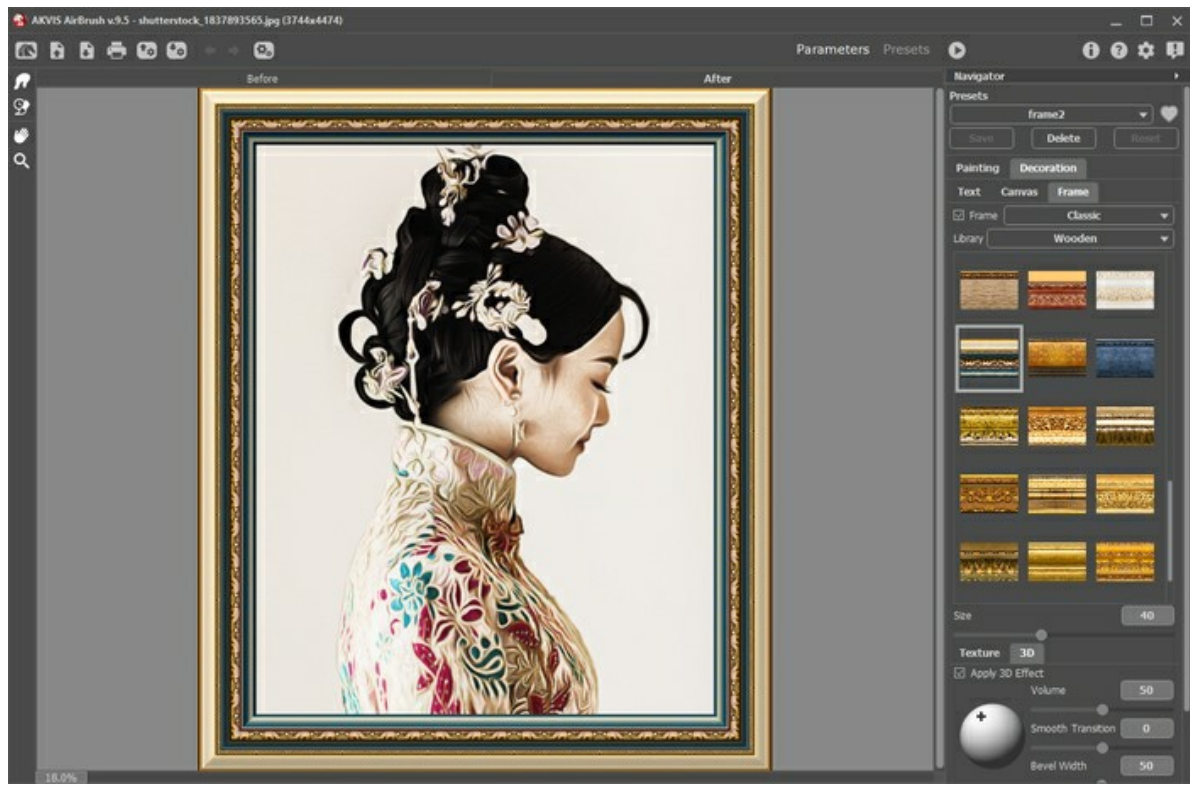 AKVIS AirBrush v.9.5 - shutterstock_1837893565.jpg (3744x4474)
Parameters Presets
Before After
Navigator
Presets
frame2
Save Delete Reset
Painting Decoration
Text Canvas Frame
Frame Classic
Library Wooden
Size 40
Texture 3D
Apply 3D Effect
Volume 50
Smooth Transition 0
Bevel Width 50
18.0%